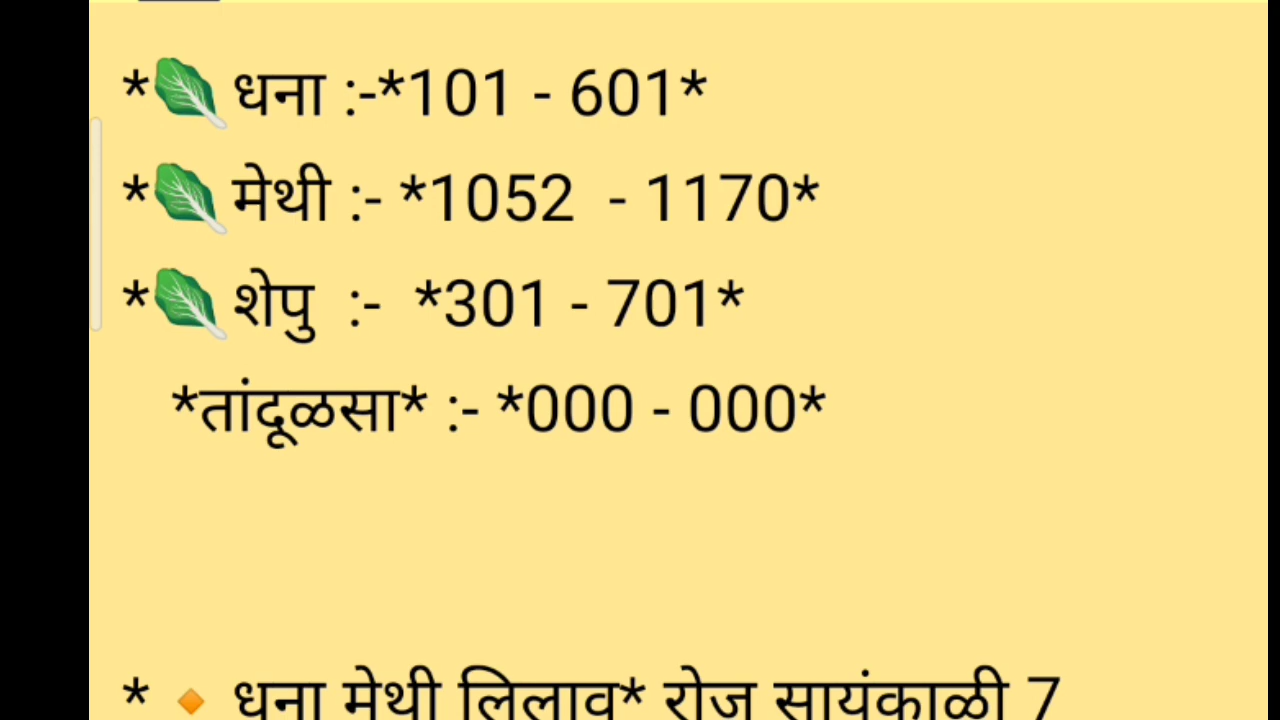 *🥬 धना :-*101 - 601*
*🥬 मेथी :- *1052 - 1170*
*🥬 शेपु :- *301 - 701*
*तांदूळसा* :- *000 - 000*
*🔸 धना मेथी लिलाव* रोज सायंकाळी 7